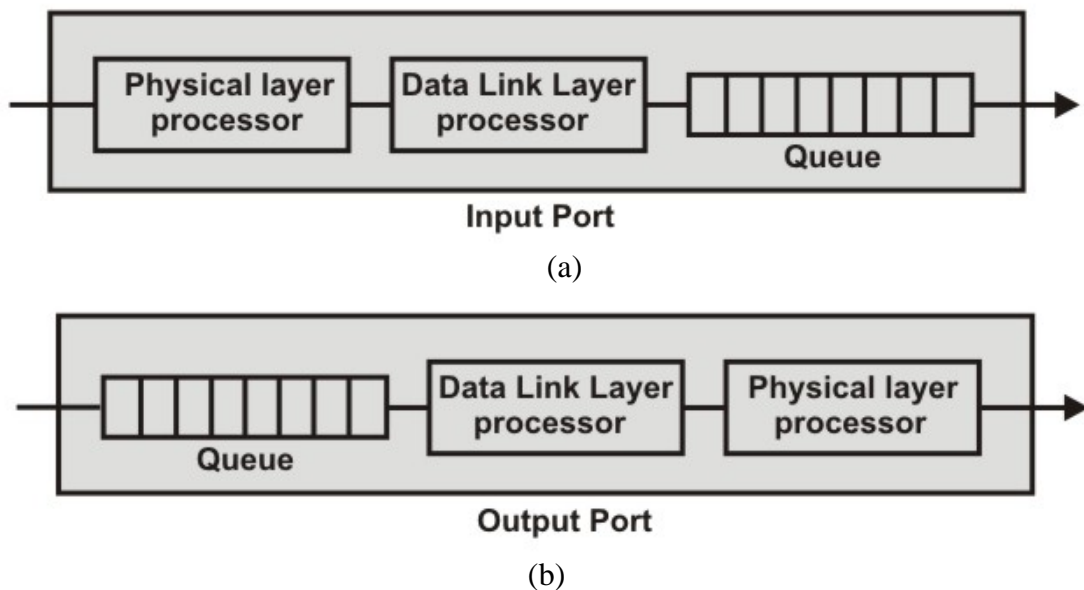 Physical layer
processor
Data Link Layer
processor
Queue
Input Port
(a)
Queue
Data Link Layer
processor
Physical layer
processor
Output Port
(b)